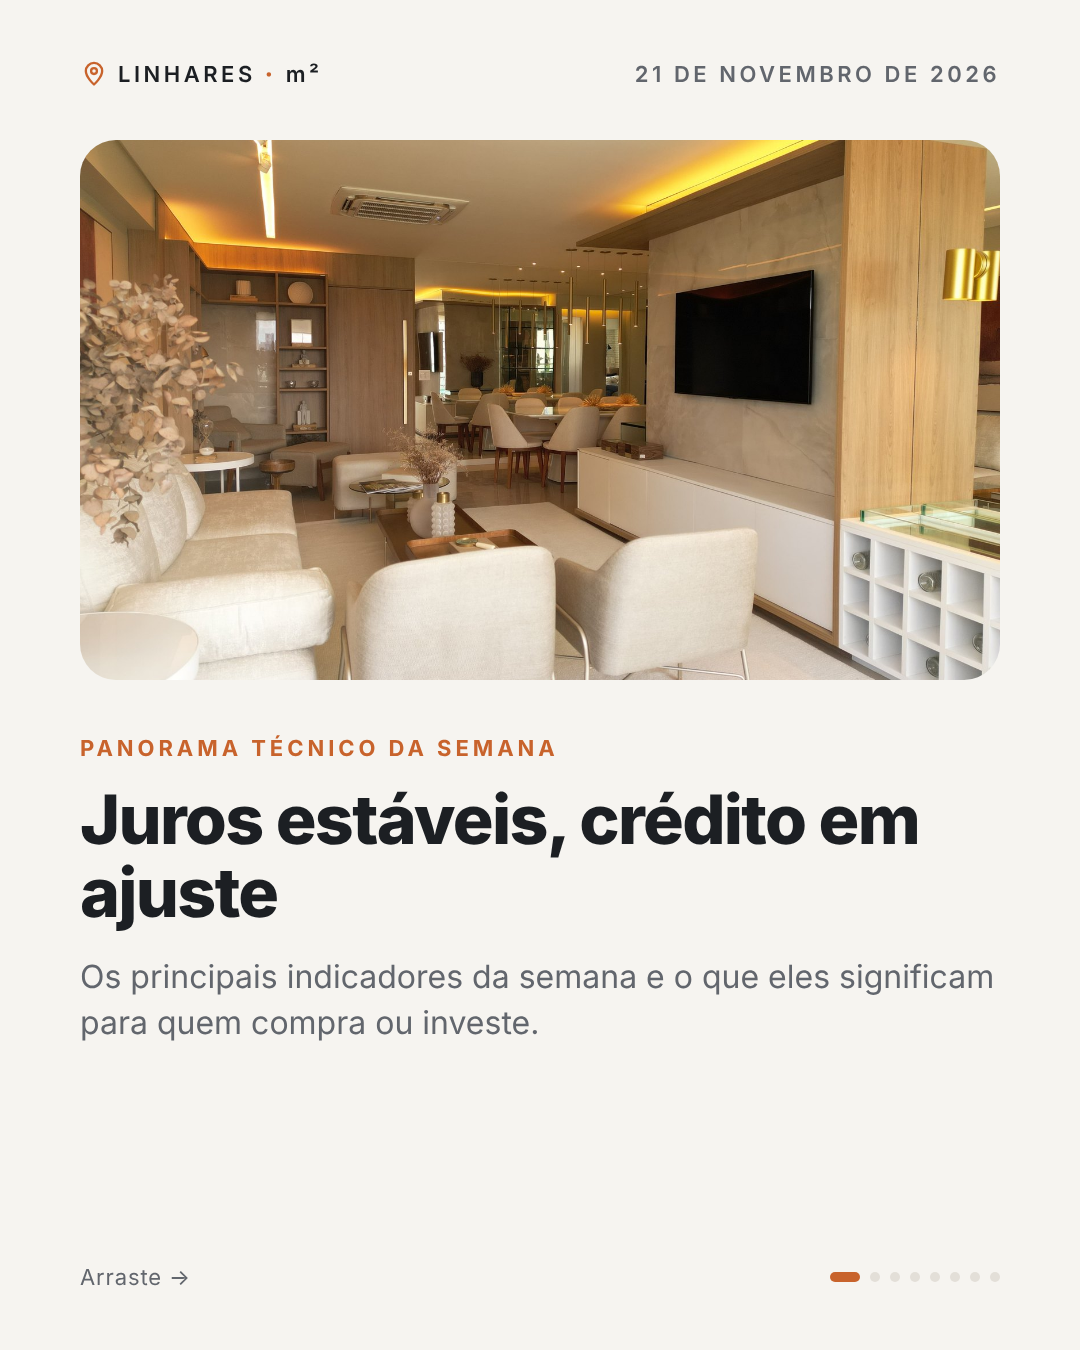 LINHARES · m²
21 DE NOVEMBRO DE 2026
PANORAMA TÉCNICO DA SEMANA
Juros estáveis, crédito em
ajuste
Os principais indicadores da semana e o que eles significam
para quem compra ou investe.
Arraste →